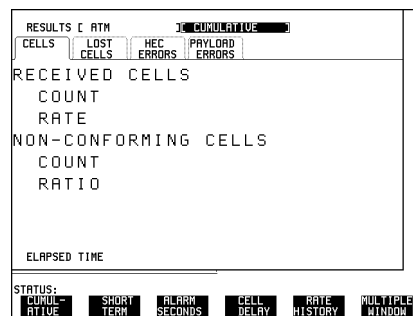 RESULTS [ ATM ][ CUMULATIVE ]
CELLS LOST CELLS HEC ERRORS PAYLOAD ERRORS
RECEIVED CELLS
COUNT
RATE
NON-CONFORMING CELLS
COUNT
RATIO
ELAPSED TIME
STATUS:
CUMUL- ATIVE SHORT TERM ALARM SECONDS CELL DELAY RATE HISTORY MULTIPLE WINDOW